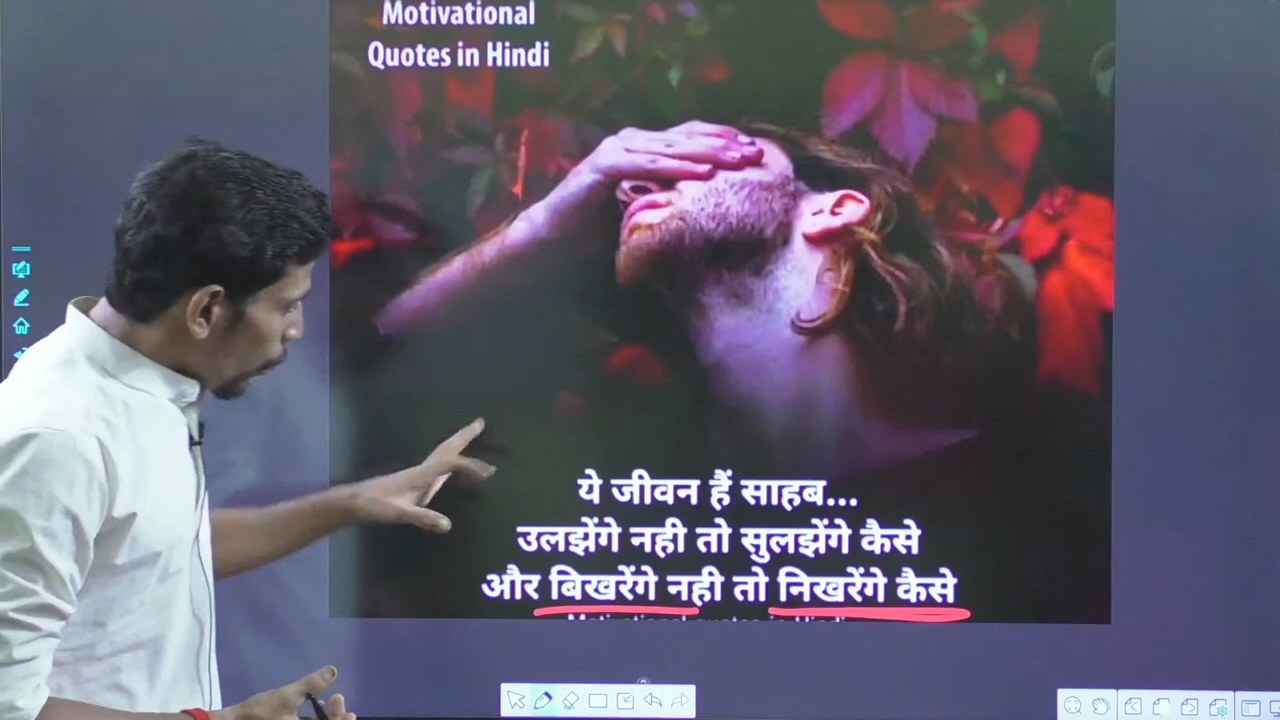 Motivational
Quotes in Hindi
ये जीवन हैं साहब...
उलझेंगे नही तो सुलझेंगे कैसे
और बिखरेंगे नही तो निखरेंगे कैसे